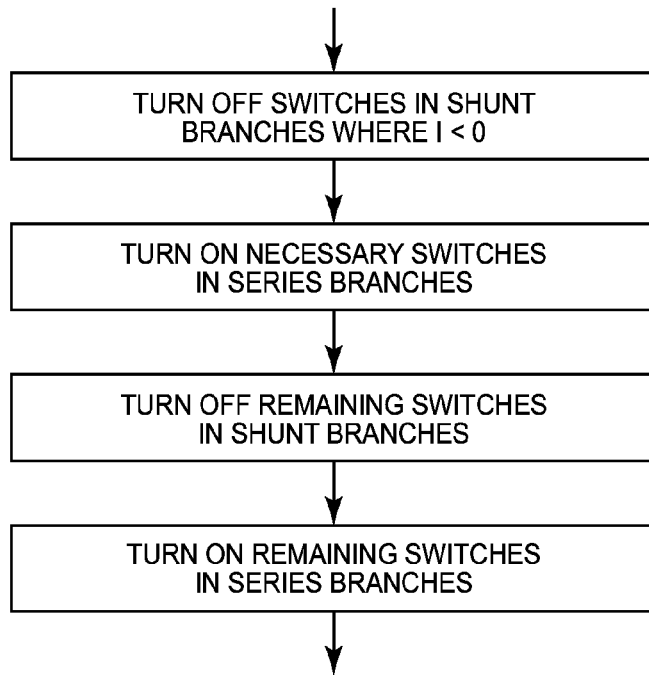 TURN OFF SWITCHES IN SHUNT
BRANCHES WHERE I < 0
TURN ON NECESSARY SWITCHES
IN SERIES BRANCHES
TURN OFF REMAINING SWITCHES
IN SHUNT BRANCHES
TURN ON REMAINING SWITCHES
IN SERIES BRANCHES